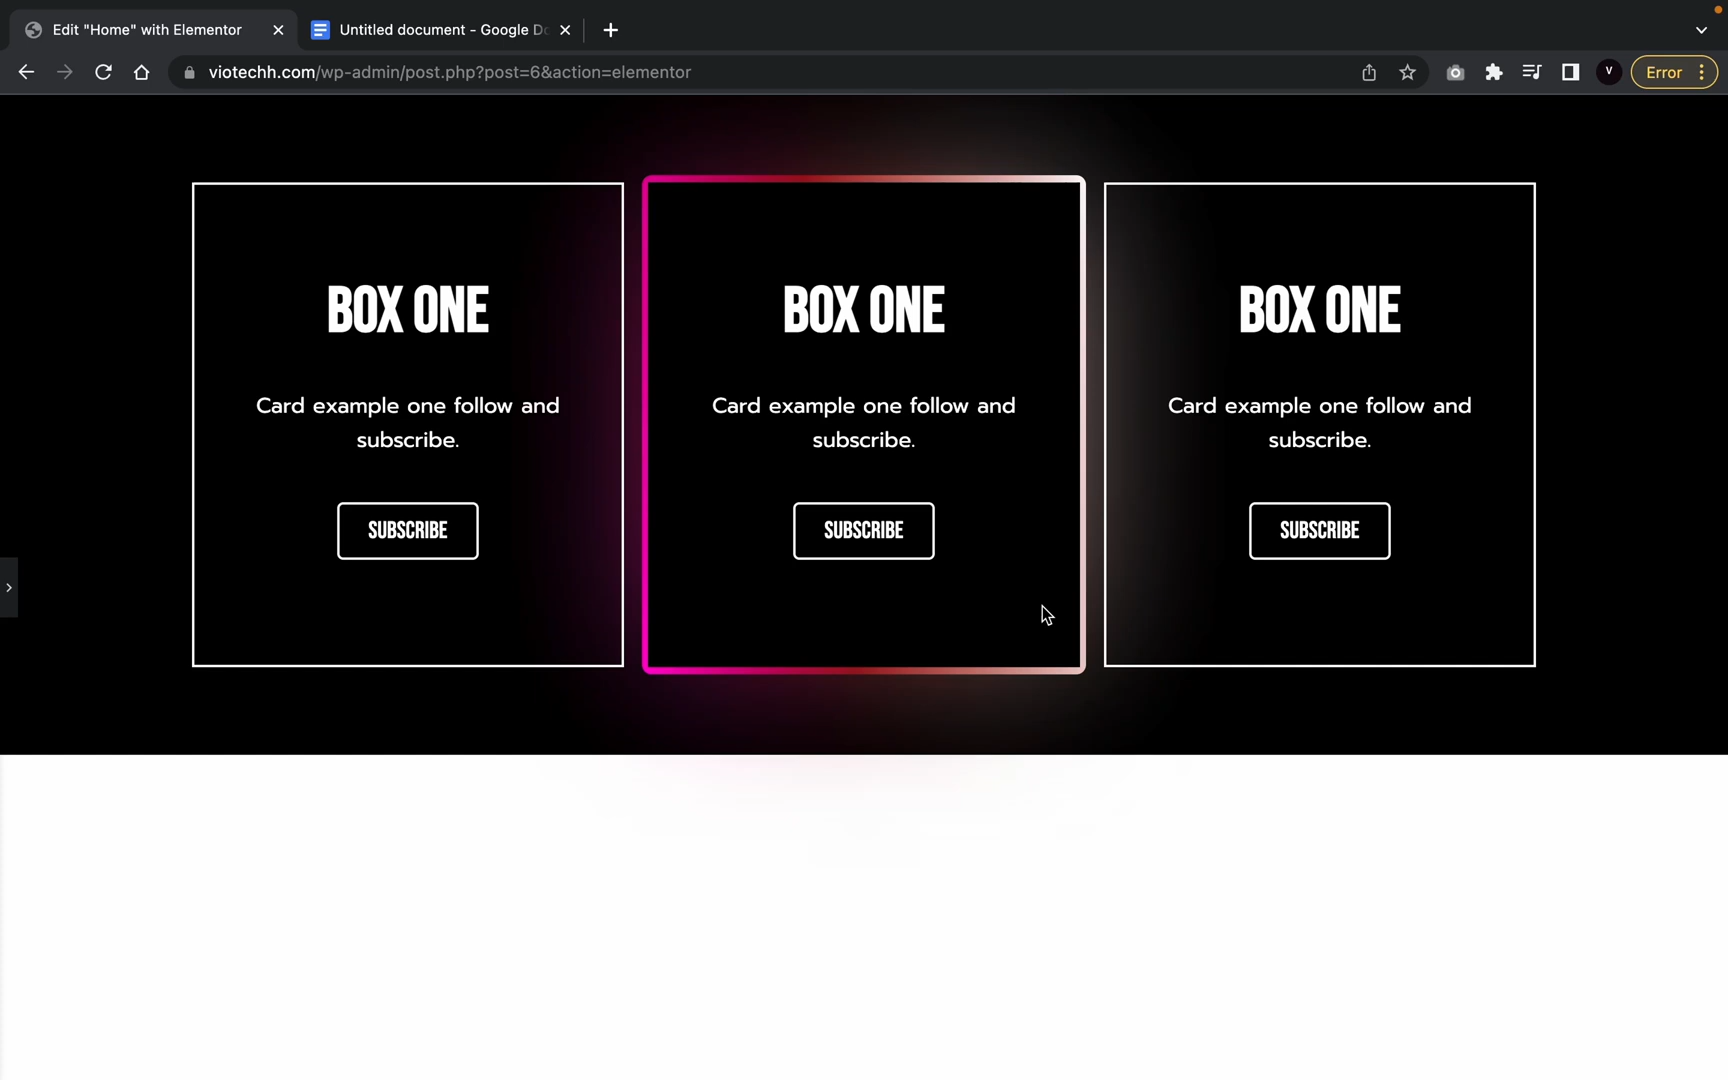 Edit "Home" with Elementor
Untitled document - Google Do
viotechh.com/wp-admin/post.php?post=6&action=elementor
V
Error
BOX ONE
Card example one follow and
subscribe.
SUBSCRIBE
BOX ONE
Card example one follow and
subscribe.
SUBSCRIBE
BOX ONE
Card example one follow and
subscribe.
SUBSCRIBE